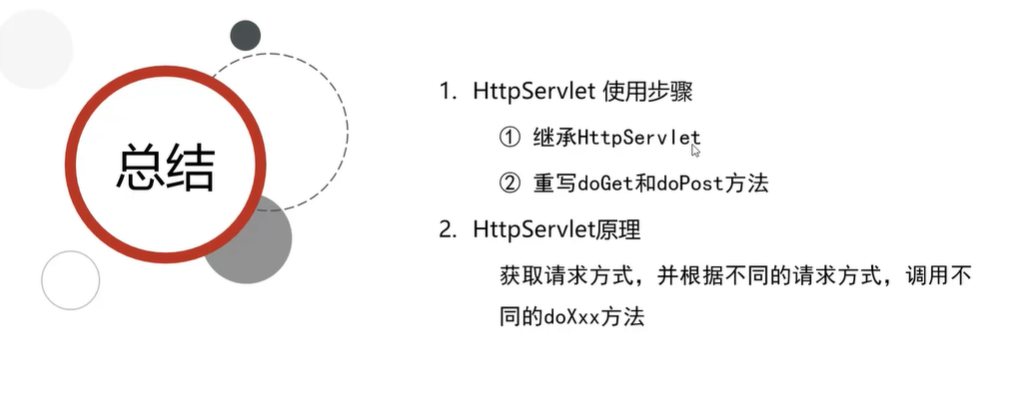 总结
1. HttpServlet 使用步骤
① 继承HttpServlet
② 重写doGet和doPost方法
2. HttpServlet原理
获取请求方式，并根据不同的请求方式，调用不
同的doXxx方法